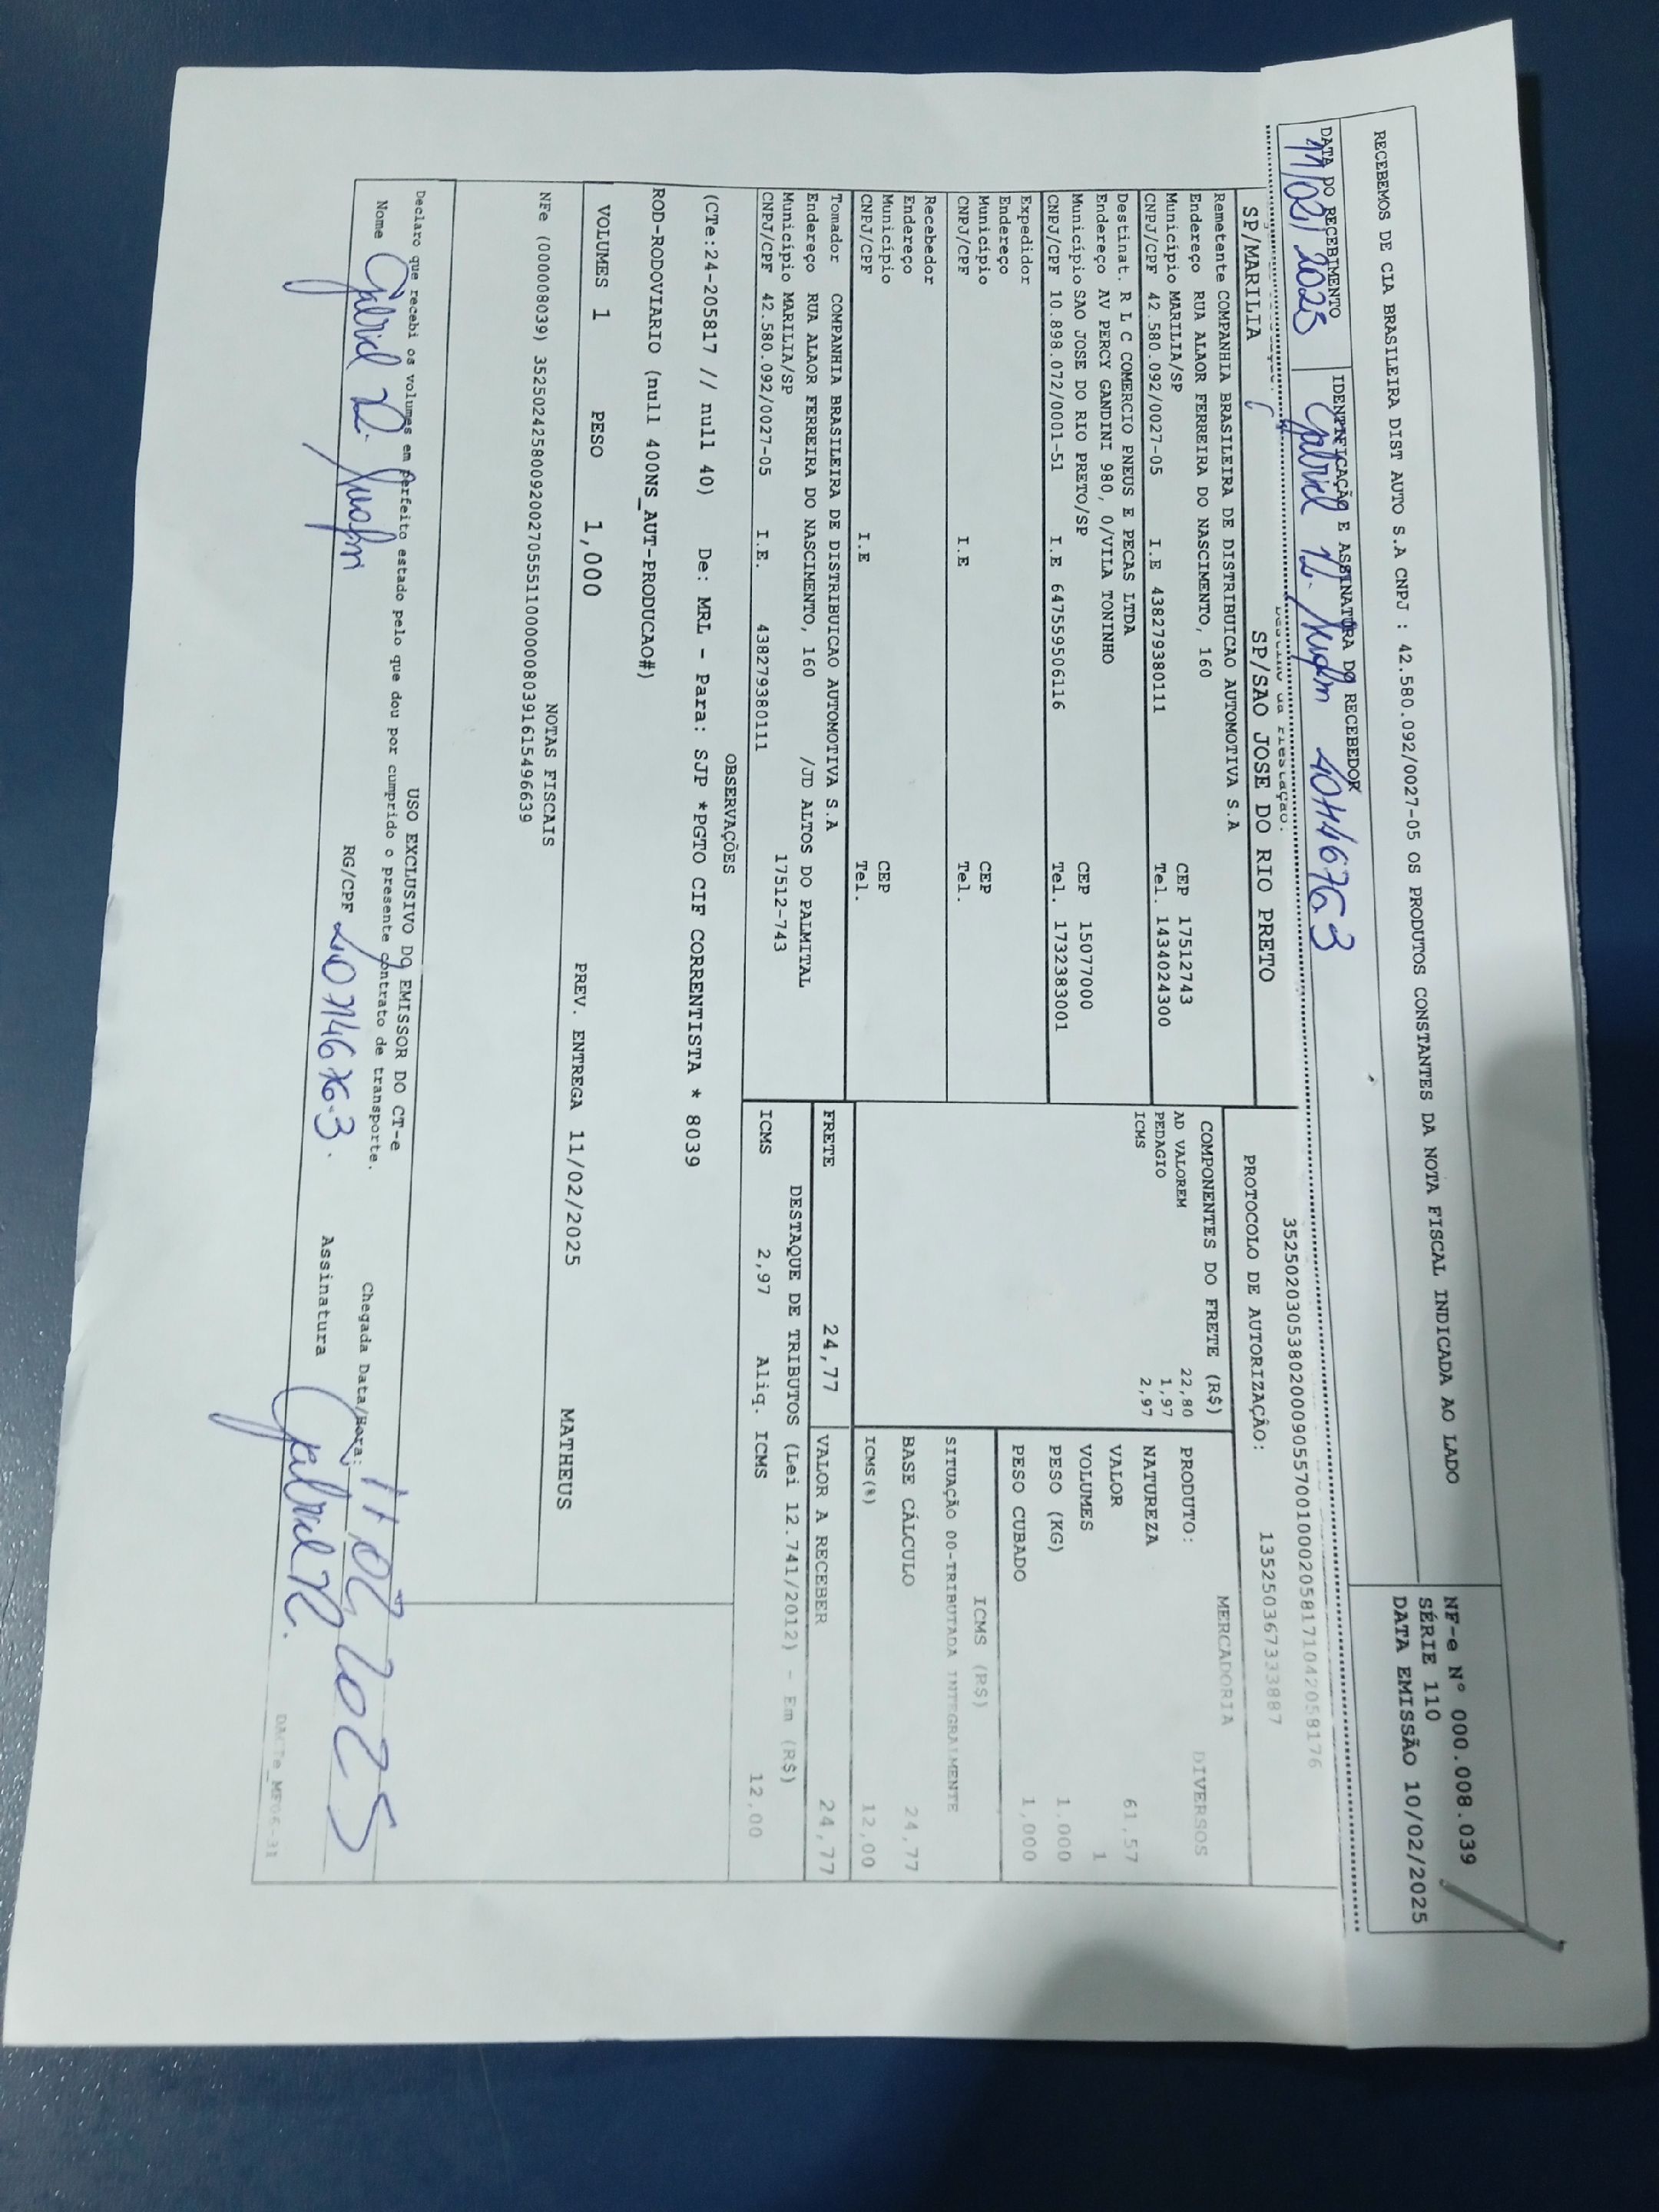 RECEBEMOS DE CIA BRASILEIRA DIST AUTO S.A CNPJ : 42.580.092/0027-05 OS PRODUTOS CONSTANTES DA NOTA FISCAL INDICADA AO LADO
NF-e N° 000.008.039
SÉRIE 110
DATA EMISSÃO 10/02/2025
DATA DO RECEBIMENTO
11/02/2025
IDENTIFICAÇÃO E ASSINATURA DO RECEBEDOR
Gabriel
SP/MARILIA
SP/SAO JOSE DO RIO PRETO
PROTOCOLO DE AUTORIZAÇÃO:
135250367333887
Remetente COMPANHIA BRASILEIRA DE DISTRIBUICAO AUTOMOTIVA S.A
Endereço RUA ALAOR FERREIRA DO NASCIMENTO, 160
Município MARILIA/SP CEP 17512743
CNPJ/CPF 42.580.092/0027-05 I.E 438279380111 Tel. 1434024300
Destinat. R L C COMERCIO PNEUS E PECAS LTDA
Endereço AV PERCY GANDINI 980, 0/VILA TONINHO
Município SAO JOSE DO RIO PRETO/SP CEP 15077000
CNPJ/CPF 10.898.072/0001-51 I.E 647559506116 Tel. 1732383001
Expedidor
Endereço
Município CEP
CNPJ/CPF I.E Tel.
Recebedor
Endereço
Município CEP
CNPJ/CPF I.E Tel.
Tomador COMPANHIA BRASILEIRA DE DISTRIBUICAO AUTOMOTIVA S.A
Endereço RUA ALAOR FERREIRA DO NASCIMENTO, 160 /JD ALTOS DO PALMITAL
Município MARILIA/SP 17512-743
CNPJ/CPF 42.580.092/0027-05 I.E. 438279380111
COMPONENTES DO FRETE (R$)
AD VALOREM 22,80
PEDAGIO 1,97
ICMS 2,97
MERCADORIA
PRODUTO: DIVERSOS
NATUREZA
VALOR 61,57
VOLUMES 1
PESO (KG) 1.000
PESO CUBADO 1,000
ICMS (R$)
SITUAÇÃO 00-TRIBUTADA INTEGRALMENTE
BASE CÁLCULO 24,77
ICMS(%) 12,00
FRETE 24,77
VALOR A RECEBER 24,77
DESTAQUE DE TRIBUTOS (Lei 12.741/2012) - Em (R$)
ICMS 2,97 Aliq. ICMS 12,00
OBSERVAÇÕES
(CTe:24-205817 // null 40) De: MRL - Para: SJP *PGTO CIF CORRENTISTA * 8039
ROD-RODOVIARIO (null 400NS_AUT-PRODUCAO#)
VOLUMES 1 PESO 1,000 PREV. ENTREGA 11/02/2025 MATHEUS
NOTAS FISCAIS
NFe (000008039) 35250242580092002705551100000080391615496639
USO EXCLUSIVO DO EMISSOR DO CT-e
Declaro que recebi os volumes em perfeito estado pelo que dou por cumprido o presente contrato de transporte.
Chegada Data/Hora: 11,02,2025
Nome Gabriel
RG/CPF
Assinatura Gabriel